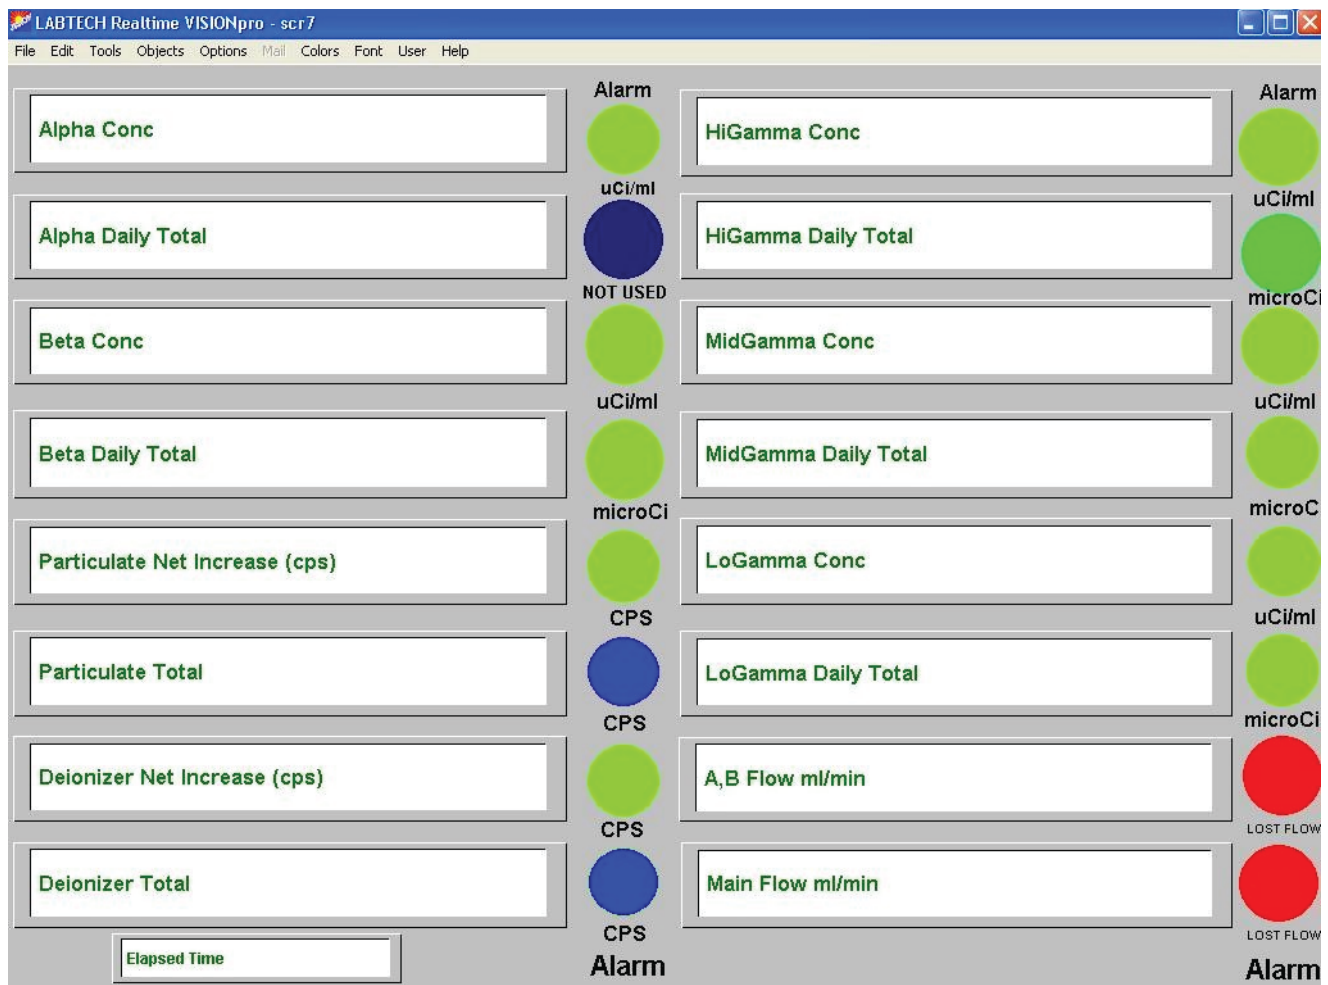 LABTECH Realtime VISIONpro - scr7
File Edit Tools Objects Options Mail Colors Font User Help
Alarm
Alpha Conc
uCi/ml
Alpha Daily Total
NOT USED
Beta Conc
uCi/ml
Beta Daily Total
microCi
Particulate Net Increase (cps)
CPS
Particulate Total
CPS
Deionizer Net Increase (cps)
CPS
Deionizer Total
CPS
Elapsed Time
Alarm
Alarm
HiGamma Conc
uCi/ml
HiGamma Daily Total
microCi
MidGamma Conc
uCi/ml
MidGamma Daily Total
microC
LoGamma Conc
uCi/ml
LoGamma Daily Total
microCi
A,B Flow ml/min
LOST FLOW
Main Flow ml/min
LOST FLOW
Alarm